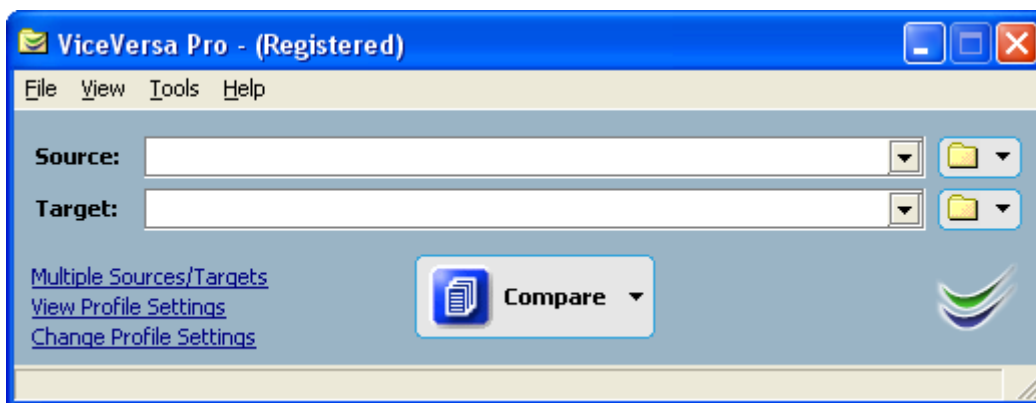 ViceVersa Pro - (Registered)
File View Tools Help
Source:
Target:
Multiple Sources/Targets
View Profile Settings
Change Profile Settings
Compare